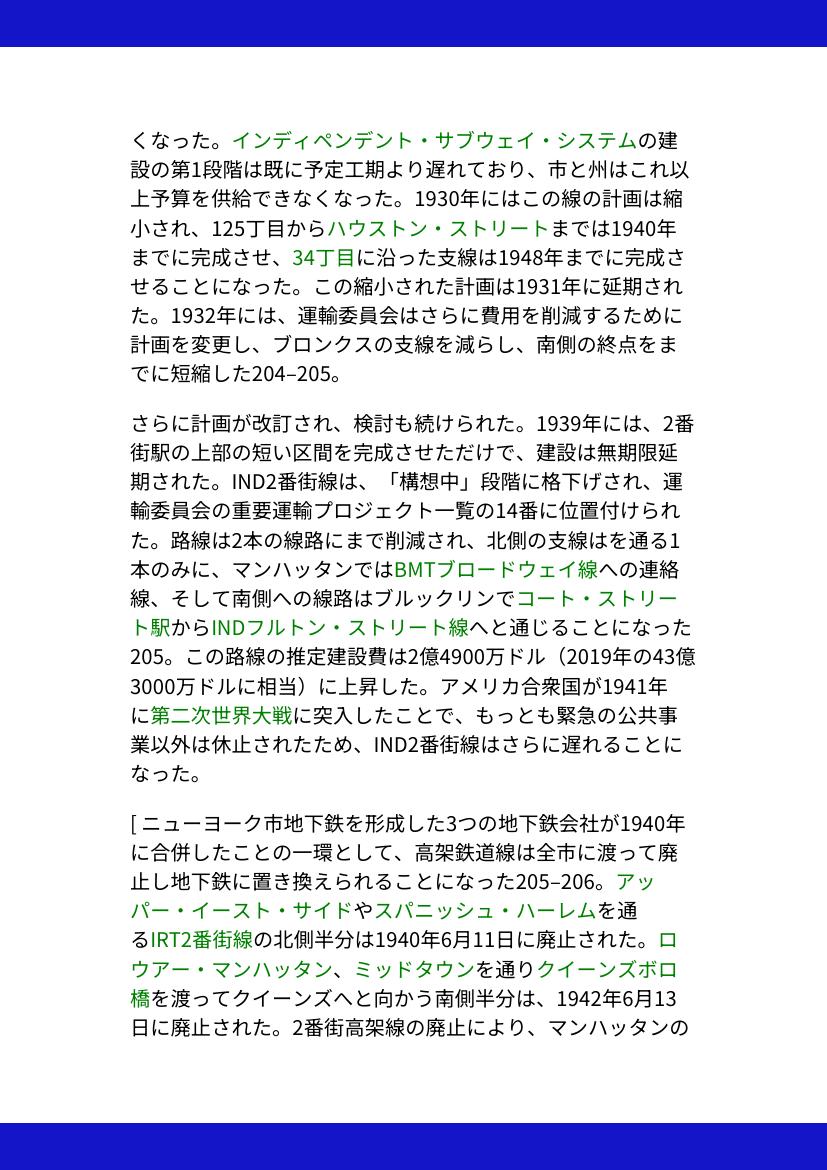 くなった。インディペンデント・サブウェイ・システムの建
設の第1段階は既に予定工期より遅れており、市と州はこれ以
上予算を供給できなくなった。1930年にはこの線の計画は縮
小され、125丁目からハウストン・ストリートまでは1940年
までに完成させ、34丁目に沿った支線は1948年までに完成さ
せることになった。この縮小された計画は1931年に延期され
た。1932年には、運輸委員会はさらに費用を削減するために
計画を変更し、ブロンクスの支線を減らし、南側の終点をま
でに短縮した204–205。
さらに計画が改訂され、検討も続けられた。1939年には、2番
街駅の上部の短い区間を完成させただけで、建設は無期限延
期された。IND2番街線は、「構想中」段階に格下げされ、運
輸委員会の重要運輸プロジェクト一覧の14番に位置付けられ
た。路線は2本の線路にまで削減され、北側の支線はを通る1
本のみに、マンハッタンではBMTブロードウェイ線への連絡
線、そして南側への線路はブルックリンでコート・ストリー
ト駅からINDフルトン・ストリート線へと通じることになった
205。この路線の推定建設費は2億4900万ドル（2019年の43億
3000万ドルに相当）に上昇した。アメリカ合衆国が1941年
に第二次世界大戦に突入したことで、もっとも緊急の公共事
業以外は休止されたため、IND2番街線はさらに遅れることに
なった。
[ ニューヨーク市地下鉄を形成した3つの地下鉄会社が1940年
に合併したことの一環として、高架鉄道線は全市に渡って廃
止し地下鉄に置き換えられることになった205–206。アッ
パー・イースト・サイドやスパニッシュ・ハーレムを通
るIRT2番街線の北側半分は1940年6月11日に廃止された。ロ
ウアー・マンハッタン、ミッドタウンを通りクイーンズボロ
橋を渡ってクイーンズへと向かう南側半分は、1942年6月13
日に廃止された。2番街高架線の廃止により、マンハッタンの